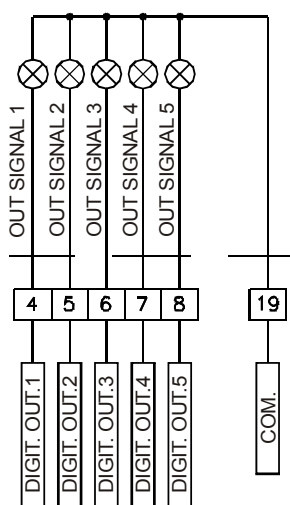 OUT SIGNAL 1
OUT SIGNAL 2
OUT SIGNAL 3
OUT SIGNAL 4
OUT SIGNAL 5
4 5 6 7 8 19
DIGIT. OUT.1
DIGIT. OUT.2
DIGIT. OUT.3
DIGIT. OUT.4
DIGIT. OUT.5
COM.